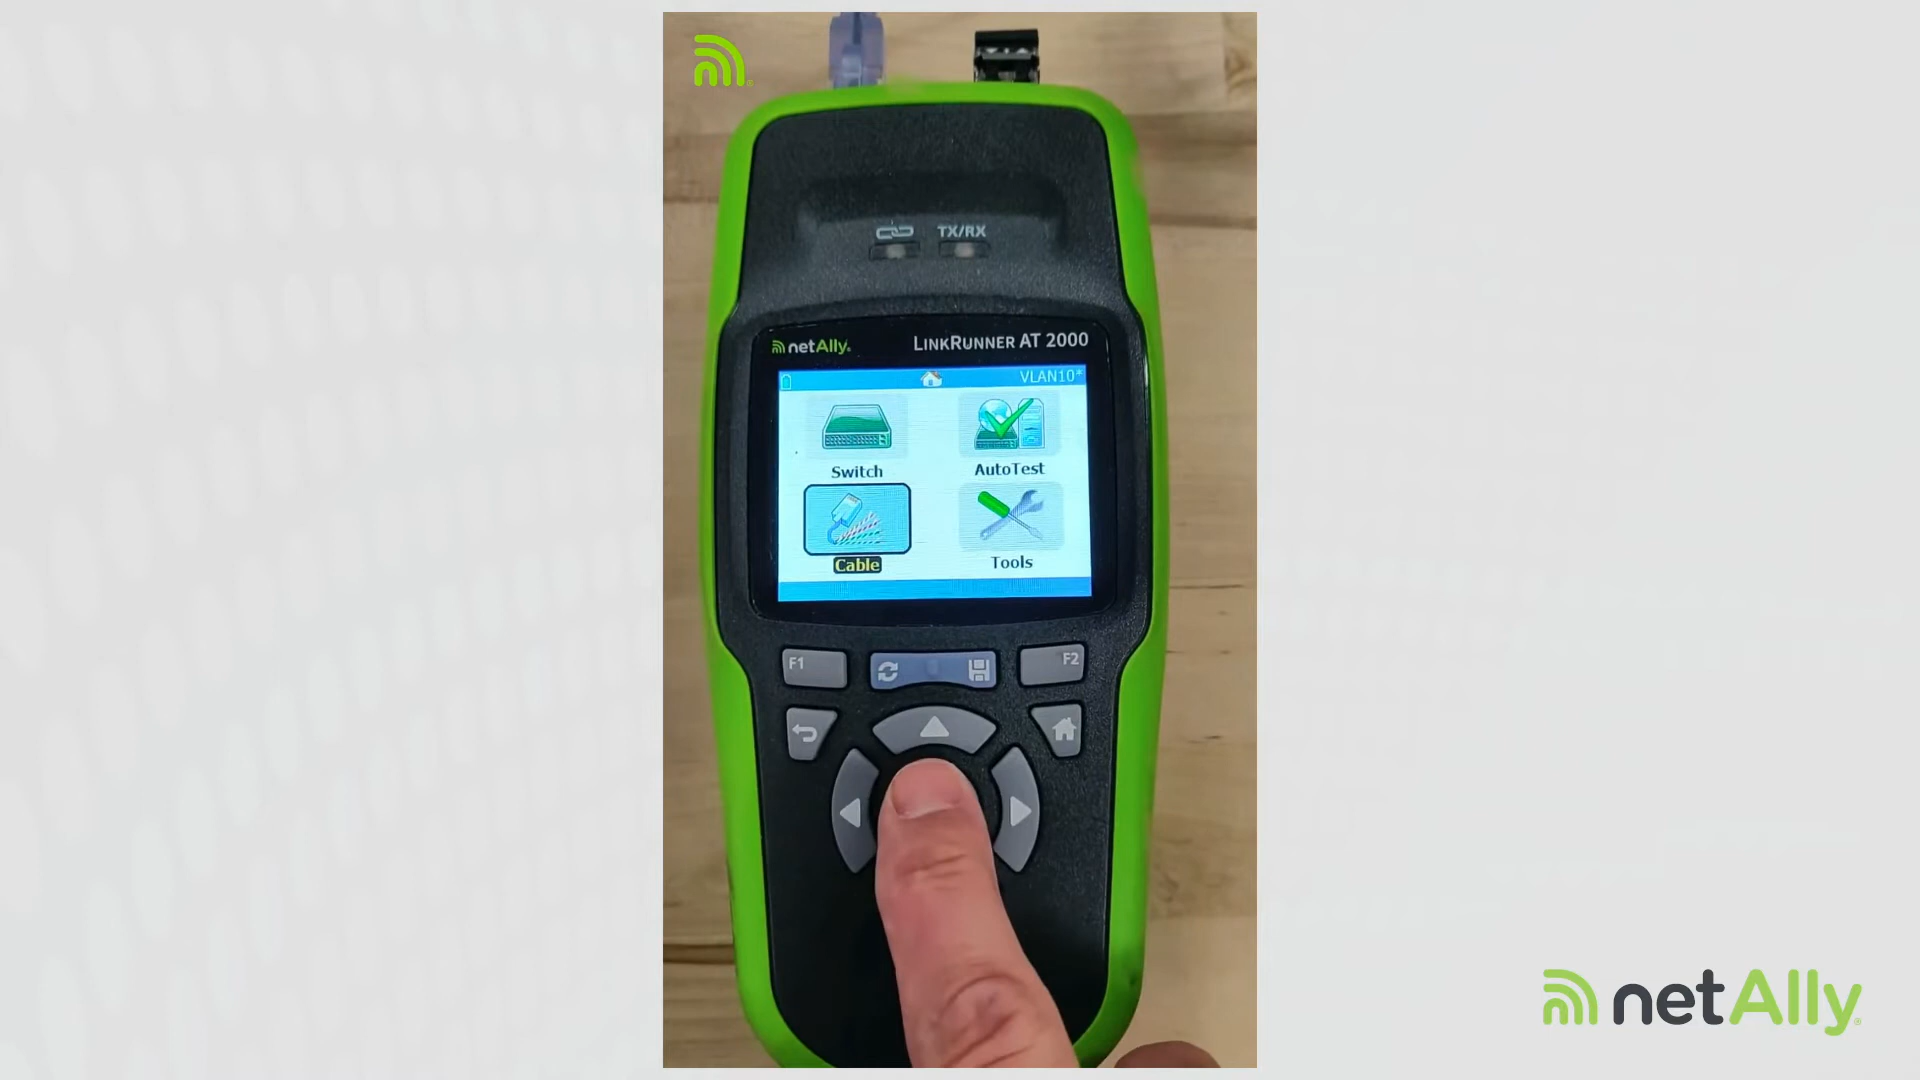 TX/RX
netAlly
LINKRUNNER AT 2000
VLAN10*
Switch
AutoTest
Cable
Tools
F1
F2
netAlly